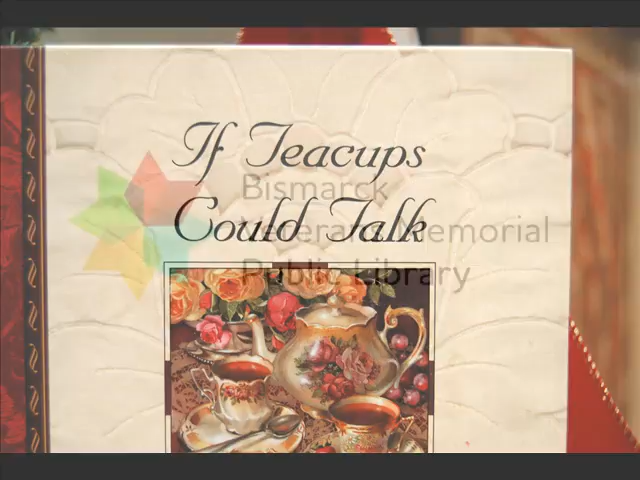 If Teacups
Could Talk
Bismarck
Veterans Memorial
Public Library